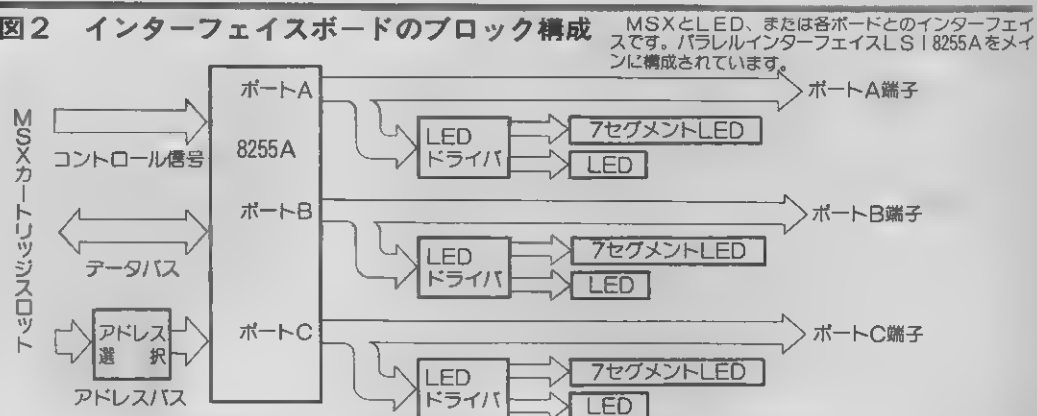 図2 インターフェイスボードのブロック構成
MSXとLED、または各ボードとのインターフェイ
スです。パラレルインターフェイスLSI8255Aをメイ
ンに構成されています。
MSXカートリッジスロット
コントロール信号
データバス
アドレス
選択
アドレスバス
8255A
ポートA
LED
ドライバ
7セグメントLED
LED
ポートA端子
ポートB
LED
ドライバ
7セグメントLED
LED
ポートB端子
ポートC
LED
ドライバ
7セグメントLED
LED
ポートC端子